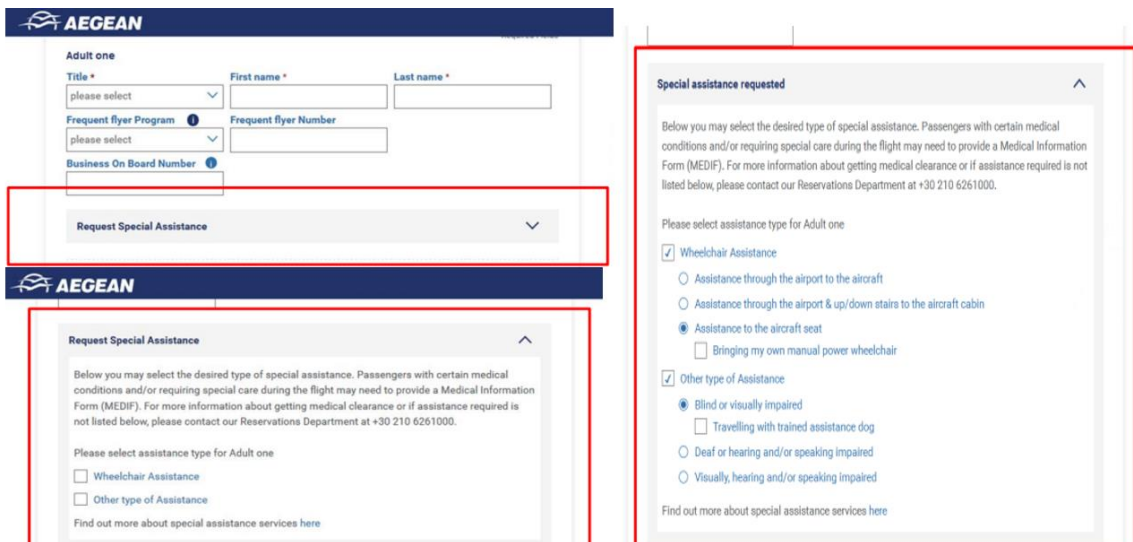 AEGEAN
Adult one
Title * First name * Last name *
please select
Frequent flyer Program Frequent flyer Number
please select
Business On Board Number
Request Special Assistance
AEGEAN
Request Special Assistance
Below you may select the desired type of special assistance. Passengers with certain medical
conditions and/or requiring special care during the flight may need to provide a Medical Information
Form (MEDIF). For more information about getting medical clearance or if assistance required is
not listed below, please contact our Reservations Department at +30 210 6261000.
Please select assistance type for Adult one
Wheelchair Assistance
Other type of Assistance
Find out more about special assistance services here
Special assistance requested
Below you may select the desired type of special assistance. Passengers with certain medical
conditions and/or requiring special care during the flight may need to provide a Medical Information
Form (MEDIF). For more information about getting medical clearance or if assistance required is not
listed below, please contact our Reservations Department at +30 210 6261000.
Please select assistance type for Adult one
Wheelchair Assistance
Assistance through the airport to the aircraft
Assistance through the airport & up/down stairs to the aircraft cabin
Assistance to the aircraft seat
Bringing my own manual power wheelchair
Other type of Assistance
Blind or visually impaired
Travelling with trained assistance dog
Deaf or hearing and/or speaking impaired
Visually, hearing and/or speaking impaired
Find out more about special assistance services here